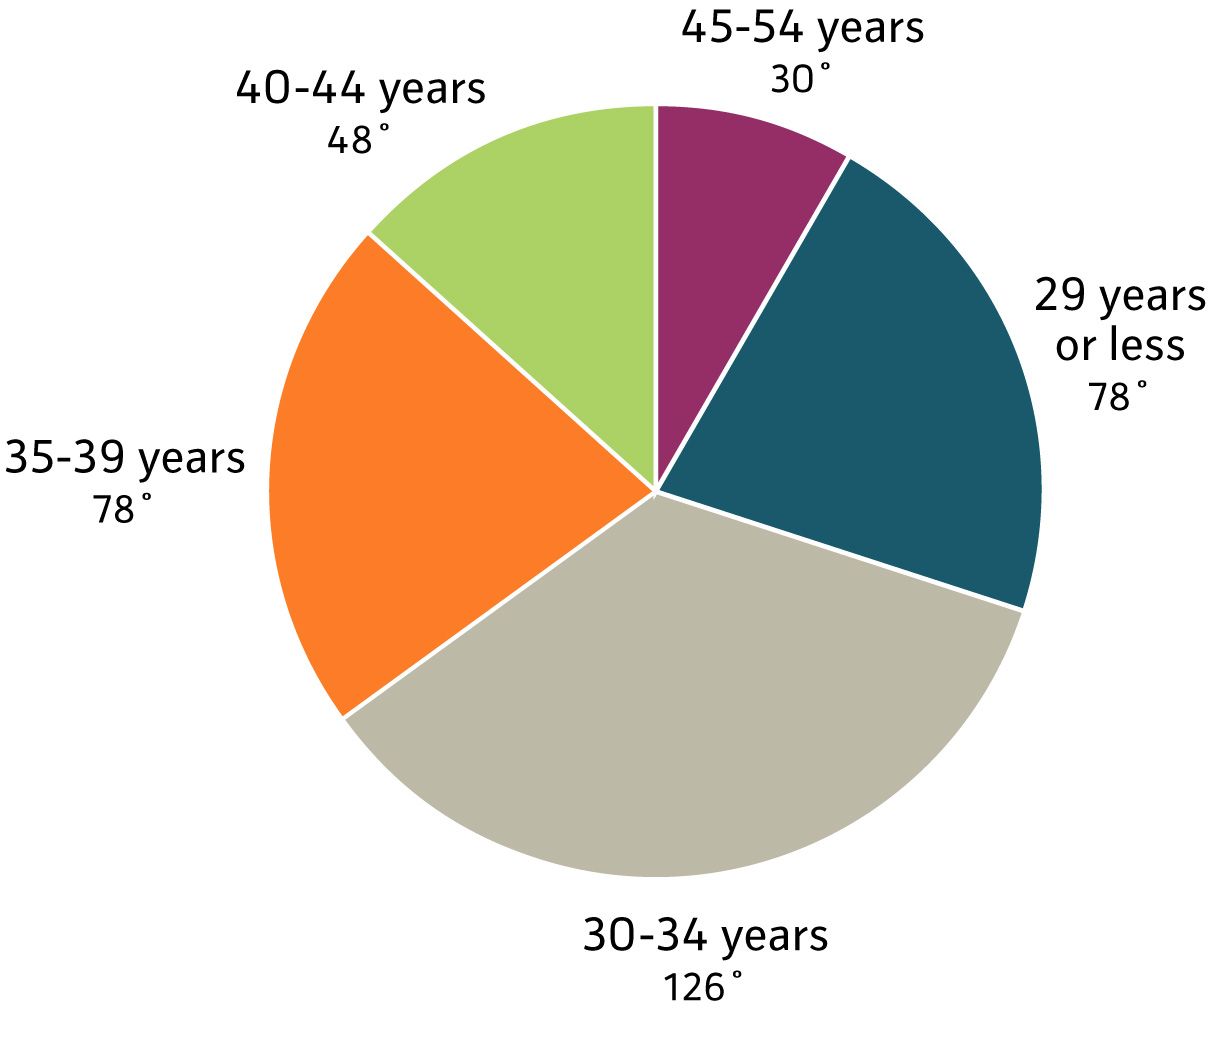 45-54 years
30°
40-44 years
48°
29 years
or less
78°
35-39 years
78°
30-34 years
126°